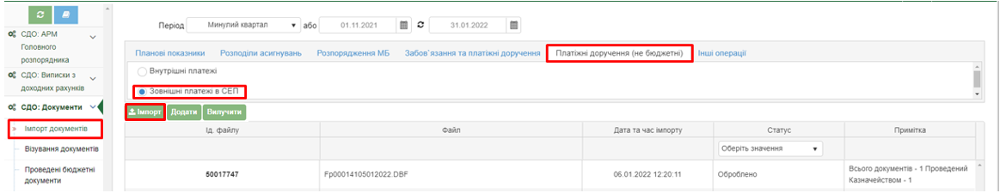 Період
Минулий квартал
або
01.11.2021
31.01.2022
СДО: АРМ
Головного
розпорядника
СДО: Виписки з
доходних рахунків
СДО: Документи
Імпорт документів
Візування документів
Проведені бюджетні
документи
Планові показники
Розподіли асигнувань
Розпорядження МБ
Забов`язання та платіжні доручення
Платіжні доручення (не бюджетні)
Інші операції
Внутрішні платежі
Зовнішні платежі в СЕП
Імпорт
Додати
Вилучити
Ід. файлу
Файл
Дата та час імпорту
Статус
Примітка
Оберіть значення
50017747
Fp00014105012022.DBF
06.01.2022 12:20:11
Оброблено
Всього документів - 1 Проведений
Казначейством - 1